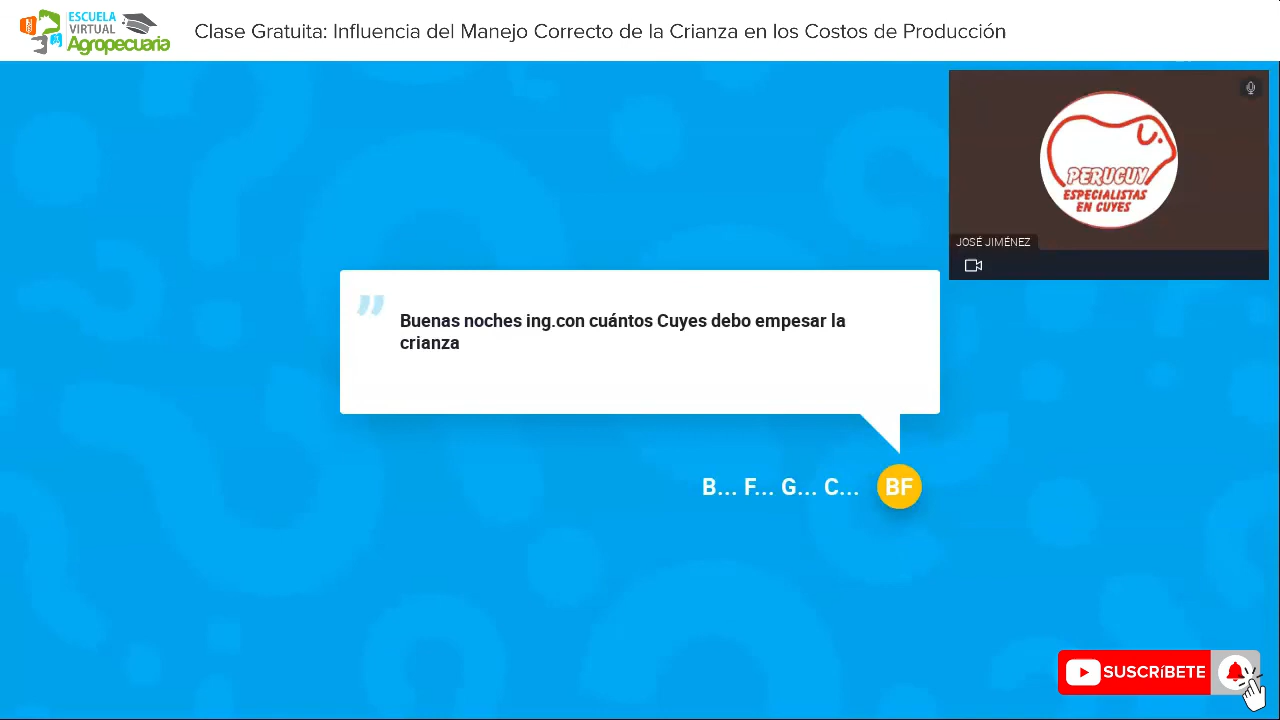 ESCUELA
VIRTUAL
Agropecuaria
Clase Gratuita: Influencia del Manejo Correcto de la Crianza en los Costos de Producción
PERUCUY
ESPECIALISTAS
EN CUYES
JOSÉ JIMÉNEZ
Buenas noches ing.con cuántos Cuyes debo empesar la
crianza
B... F... G... C... BF
SUSCRíBETE